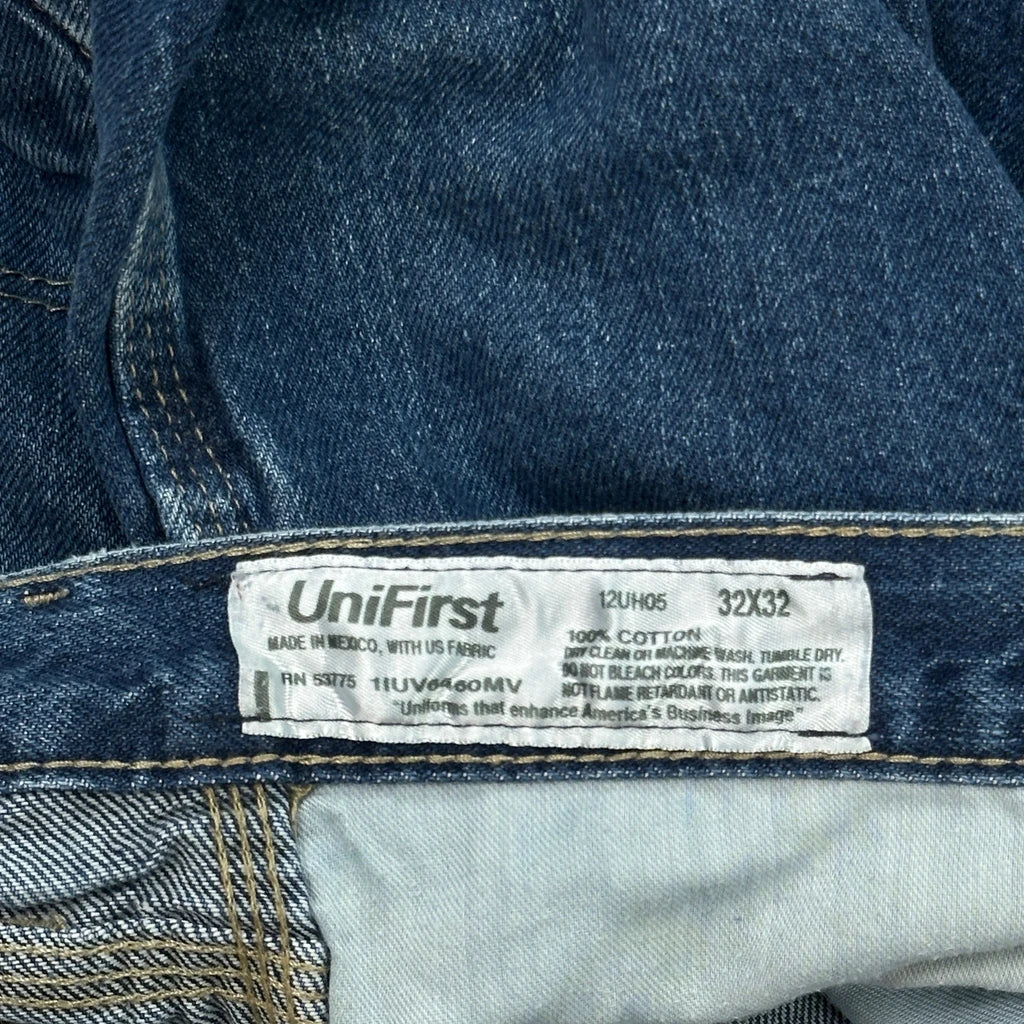 UniFirst
12UH05 32X32
MADE IN MEXICO, WITH US FABRIC
100% COTTON
DRY CLEAN OR MACHINE WASH. TUMBLE DRY.
DO NOT BLEACH COLORS. THIS GARMENT IS
NOT FLAME RETARDANT OR ANTISTATIC.
RN 53775 11UV6460MV
"Uniforms that enhance America's Business Image"